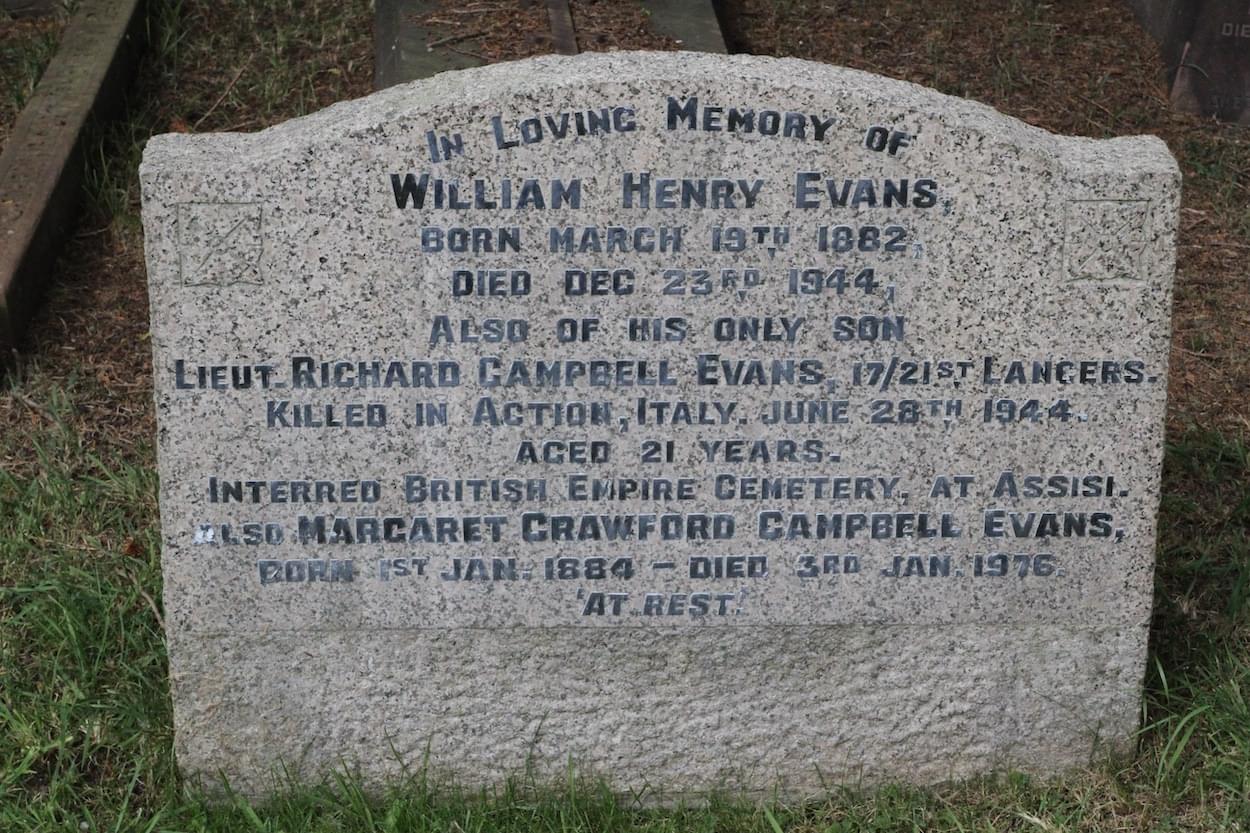 IN LOVING MEMORY OF
WILLIAM HENRY EVANS,
BORN MARCH 19TH 1882,
DIED DEC 23RD 1944,
ALSO OF HIS ONLY SON
LIEUT. RICHARD CAMPBELL EVANS, 17/21ST LANCERS.
KILLED IN ACTION, ITALY. JUNE 28TH 1944.
AGED 21 YEARS.
INTERRED BRITISH EMPIRE CEMETERY, AT ASSISI.
ALSO MARGARET CRAWFORD CAMPBELL EVANS,
BORN 1ST JAN. 1884 – DIED 3RD JAN. 1976.
'AT REST.'
DIE